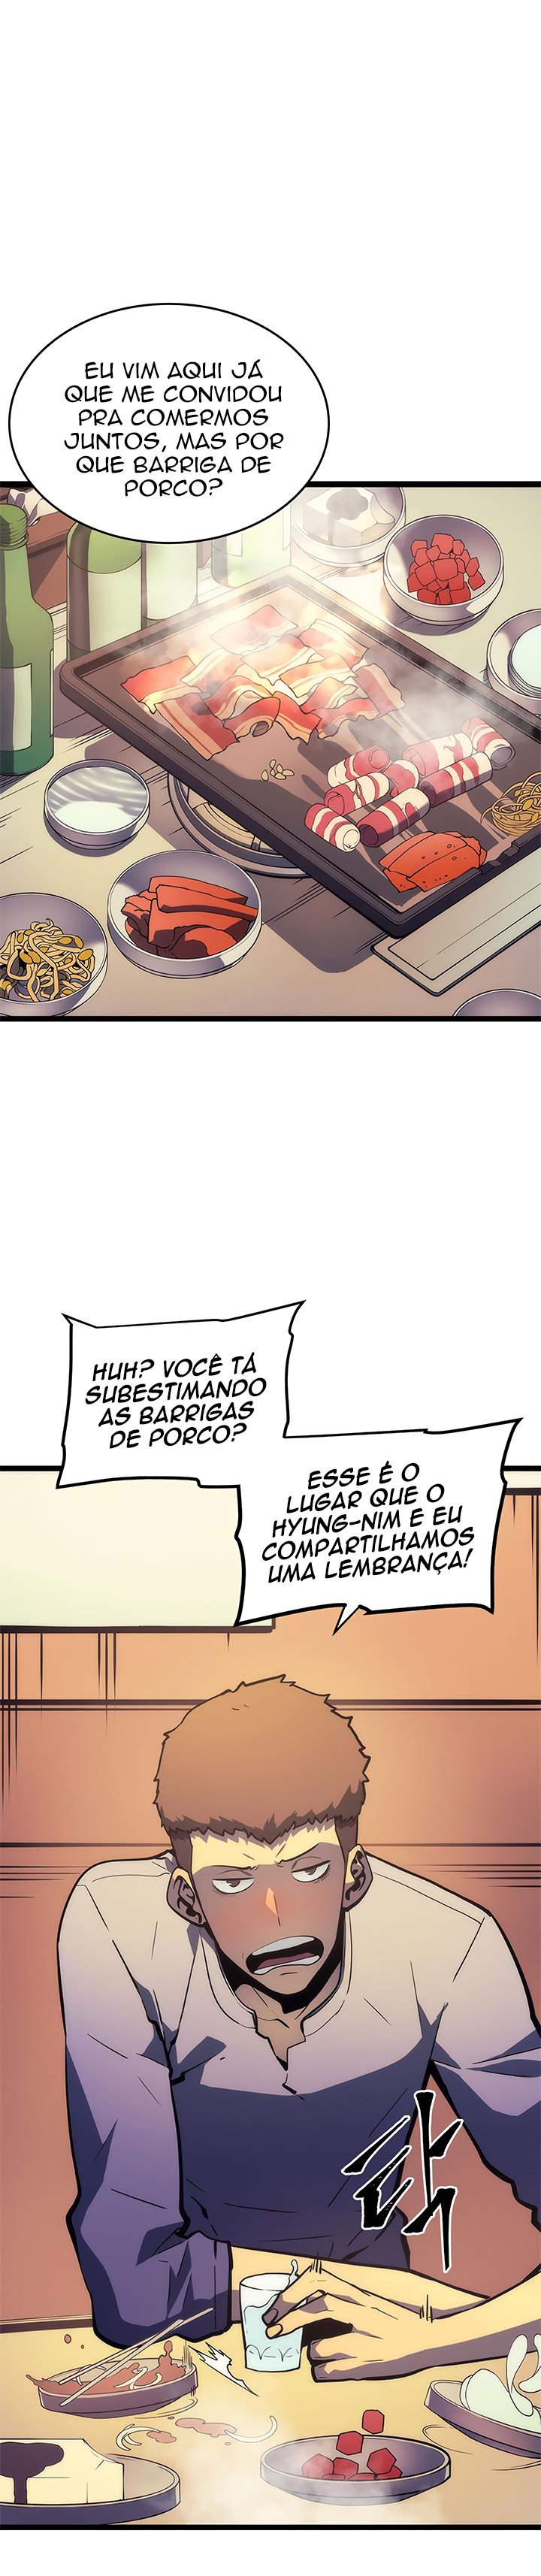 EU VIM AQUI JÁ
QUE ME CONVIDOU
PRA COMERMOS
JUNTOS, MAS POR
QUE BARRIGA DE
PORCO?
HUH? VOCÊ TÁ
SUBESTIMANDO
AS BARRIGAS
DE PORCO?
ESSE É O
LUGAR QUE O
HYUNG-NIM E EU
COMPARTILHAMOS
UMA LEMBRANÇA!
탁